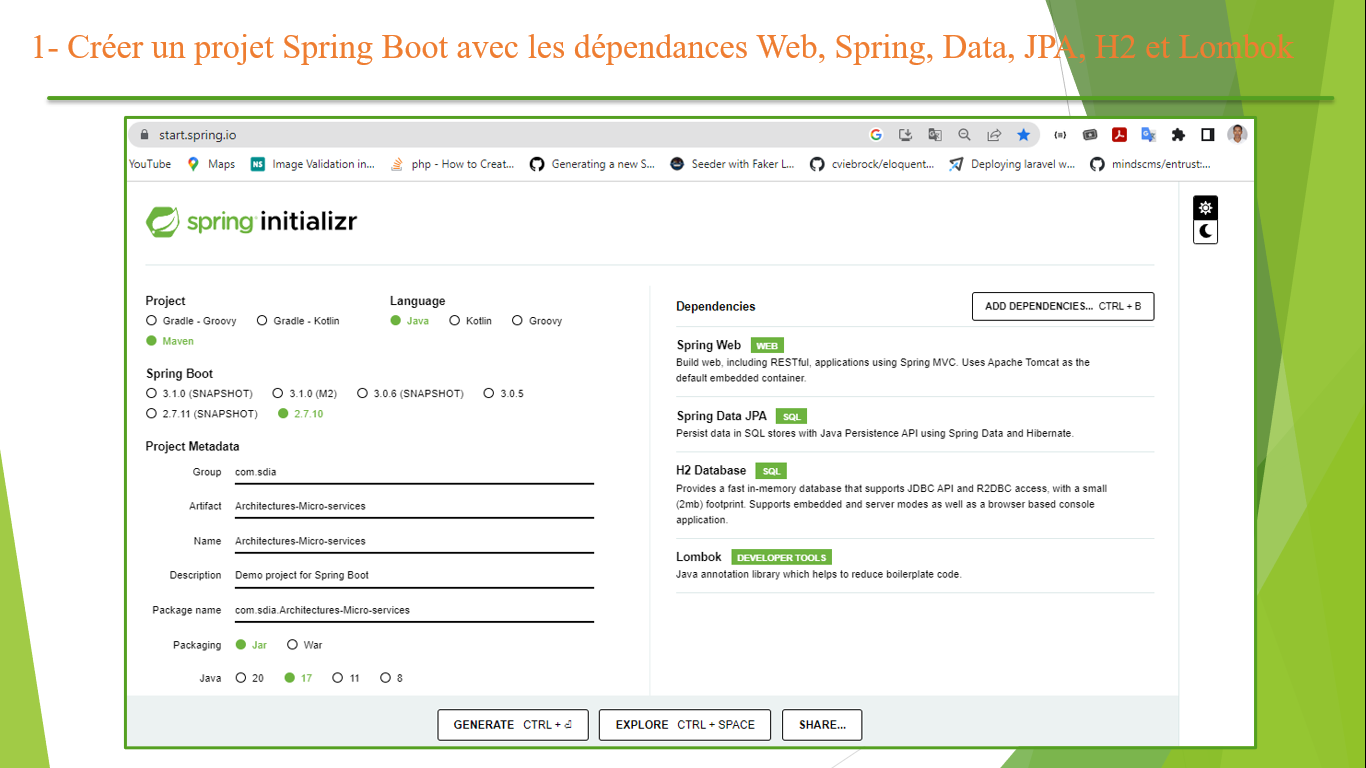 1- Créer un projet Spring Boot avec les dépendances Web, Spring, Data, JPA, H2 et Lombok
start.spring.io
YouTube Maps Image Validation in... php - How to Creat... Generating a new S... Seeder with Faker L... cviebrock/eloquent... Deploying laravel w... mindscms/entrust:...
spring initializr
Project
Gradle - Groovy Gradle - Kotlin
Maven
Language
Java Kotlin Groovy
Spring Boot
3.1.0 (SNAPSHOT) 3.1.0 (M2) 3.0.6 (SNAPSHOT) 3.0.5
2.7.11 (SNAPSHOT) 2.7.10
Project Metadata
Group com.sdia
Artifact Architectures-Micro-services
Name Architectures-Micro-services
Description Demo project for Spring Boot
Package name com.sdia.Architectures-Micro-services
Packaging Jar War
Java 20 17 11 8
Dependencies ADD DEPENDENCIES... CTRL + B
Spring Web WEB
Build web, including RESTful, applications using Spring MVC. Uses Apache Tomcat as the
default embedded container.
Spring Data JPA SQL
Persist data in SQL stores with Java Persistence API using Spring Data and Hibernate.
H2 Database SQL
Provides a fast in-memory database that supports JDBC API and R2DBC access, with a small
(2mb) footprint. Supports embedded and server modes as well as a browser based console
application.
Lombok DEVELOPER TOOLS
Java annotation library which helps to reduce boilerplate code.
GENERATE CTRL + ⏎ EXPLORE CTRL + SPACE SHARE...